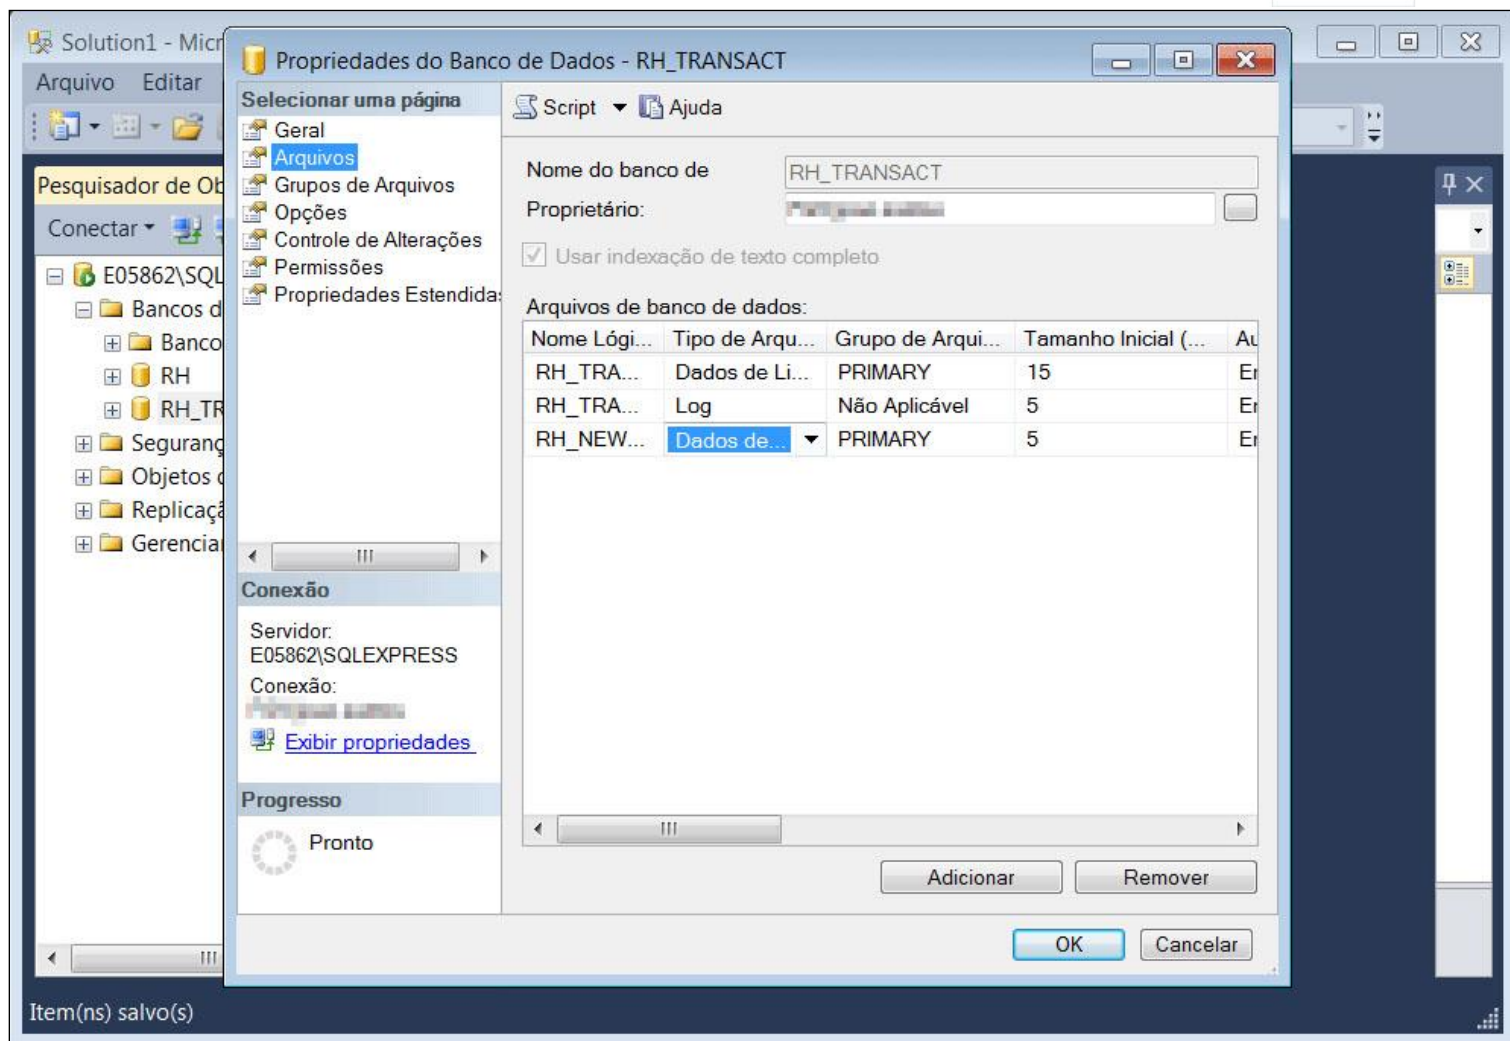 Solution1 - Micr
Propriedades do Banco de Dados - RH_TRANSACT
Arquivo Editar
Selecionar uma página
Script
Ajuda
Geral
Arquivos
Grupos de Arquivos
Opções
Controle de Alterações
Permissões
Propriedades Estendidas
Nome do banco de
RH_TRANSACT
Proprietário:
Usar indexação de texto completo
Arquivos de banco de dados:
Nome Lógi... Tipo de Arqu... Grupo de Arqui... Tamanho Inicial (... Au
RH_TRA... Dados de Li... PRIMARY 15 En
RH_TRA... Log Não Aplicável 5 En
RH_NEW... Dados de... PRIMARY 5 En
Pesquisador de Ob
Conectar
E05862\SQL
Bancos d
Banco
RH
RH_TR
Seguranç
Objetos d
Replicaçã
Gerenciar
Conexão
Servidor:
E05862\SQLEXPRESS
Conexão:
Exibir propriedades
Progresso
Pronto
Adicionar
Remover
OK
Cancelar
Item(ns) salvo(s)